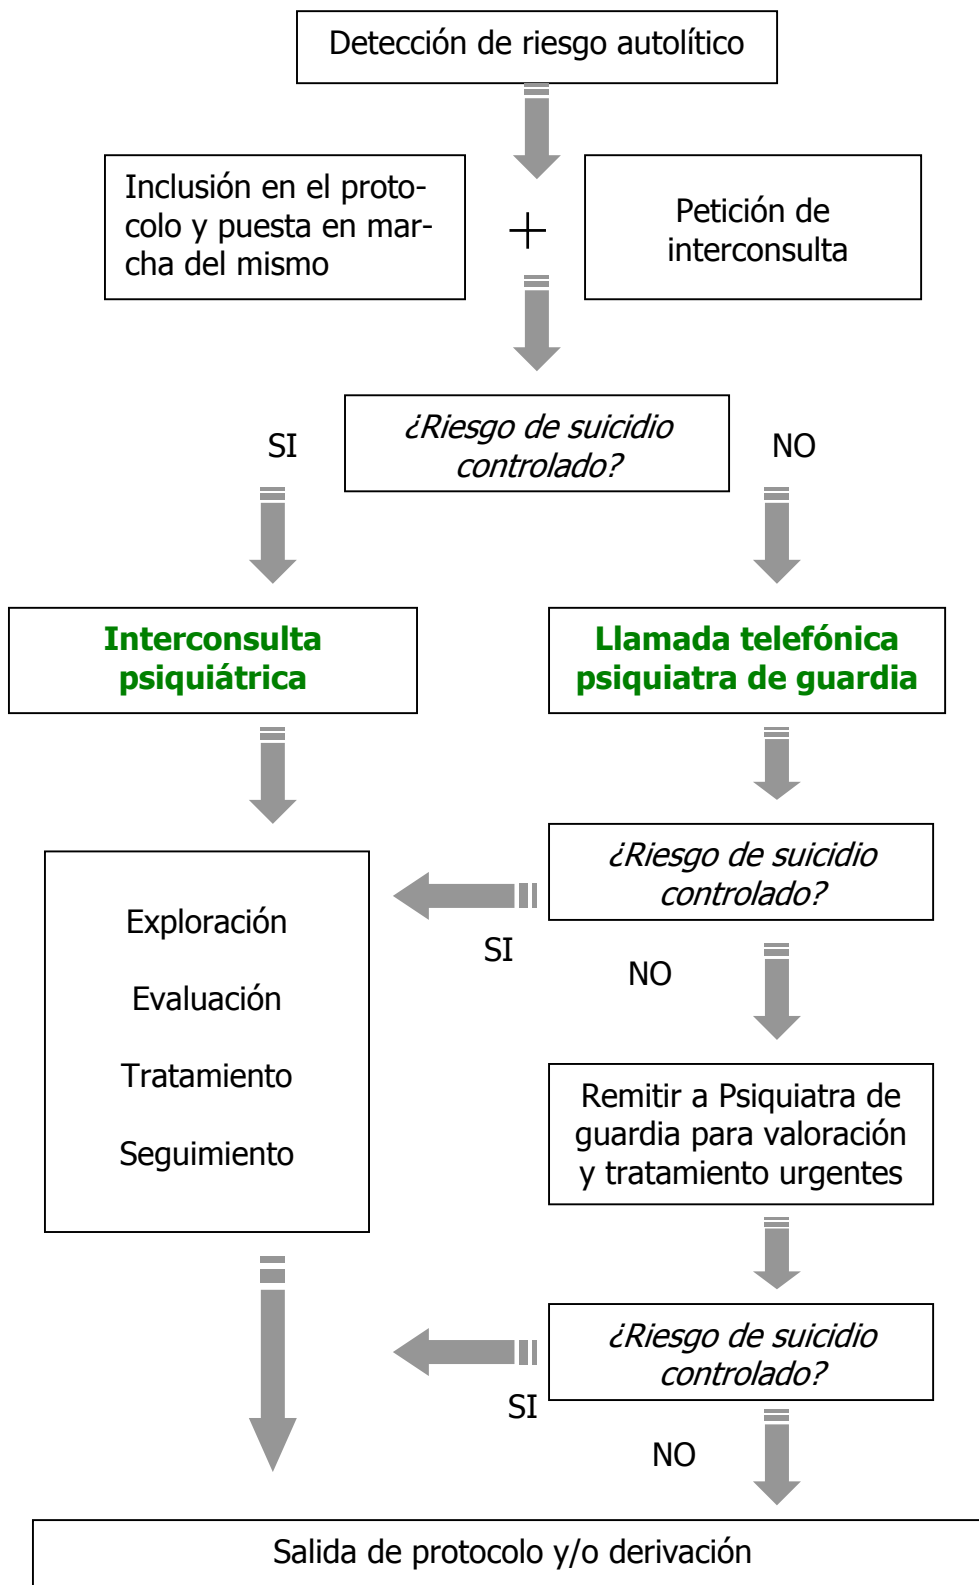 Detección de riesgo autolítico
Inclusión en el proto-
colo y puesta en mar-
cha del mismo
+
Petición de
interconsulta
¿Riesgo de suicidio
controlado?
SI
NO
Interconsulta
psiquiátrica
Llamada telefónica
psiquiatra de guardia
¿Riesgo de suicidio
controlado?
SI
NO
Exploración
Evaluación
Tratamiento
Seguimiento
Remitir a Psiquiatra de
guardia para valoración
y tratamiento urgentes
¿Riesgo de suicidio
controlado?
SI
NO
Salida de protocolo y/o derivación